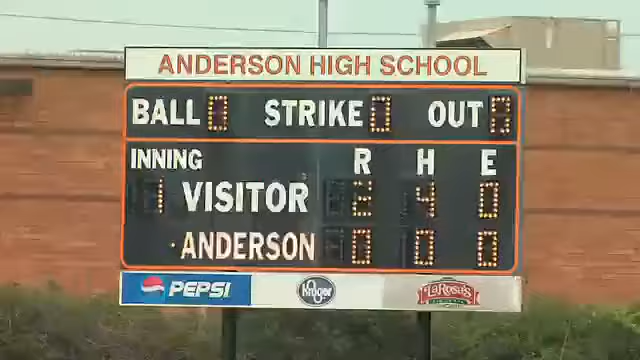 ANDERSON HIGH SCHOOL
BALL 0 STRIKE 0 OUT 0
INNING R H E
1 VISITOR 2 4 0
ANDERSON 0 0 0
PEPSI Kroger LaRosa's